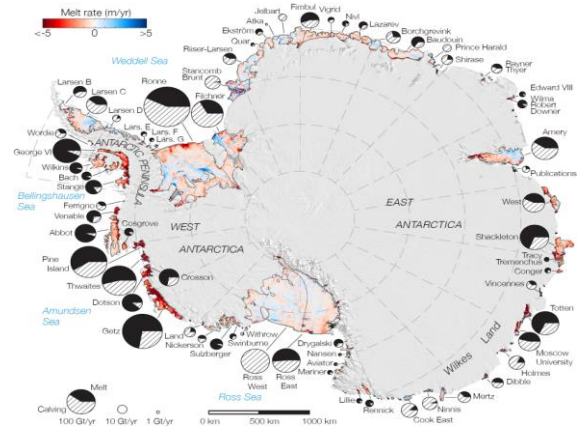 Melt rate (m/yr)
<-5
>5
Jelbart
Atka
Ekström
Quar
Fimbul
Vigrid
Nivl
Lazarev
Borchgrevink
Baudouin
Prince Harald
Shirase
Rayner
Thyer
Edward VIII
Wilma
Robert
Downer
Amery
Publications
West
Shackleton
Tracy
Tremenchus
Conger
Vincennes
Totten
Moscow
University
Holmes
Dibble
Mertz
Ninnis
Cook East
Rennick
Lillie
Mariner
Aviator
Nansen
Drygalski
Ross
East
Ross
West
Withrow
Swinburne
Sulzberger
Nickerson
Land
Getz
Dotson
Crosson
Thwaites
Pine
Island
Cosgrove
Abbot
Venable
Ferrigno
Stange
Bach
Wilkins
George VI
Wordie
Larsen B
Larsen C
Larsen D
Lars. E
Lars. F
Lars. G
Ronne
Filchner
Stancomb
Brunt
Riiser-Larsen
Weddell Sea
Bellingshausen
Sea
Amundsen
Sea
Ross Sea
ANTARCTIC
PENINSULA
WEST
ANTARCTICA
EAST
ANTARCTICA
Wilkes Land
Melt
Calving
100 Gt/yr
10 Gt/yr
1 Gt/yr
0 km
500 km
1000 km